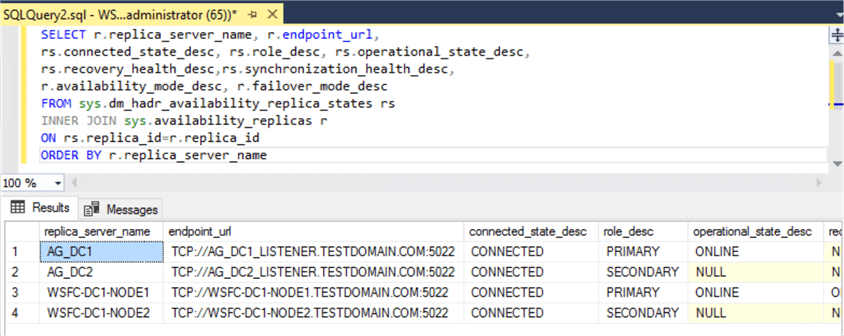 SQLQuery2.sql - WS...administrator (65))*
SELECT r.replica_server_name, r.endpoint_url,
rs.connected_state_desc, rs.role_desc, rs.operational_state_desc,
rs.recovery_health_desc,rs.synchronization_health_desc,
r.availability_mode_desc, r.failover_mode_desc
FROM sys.dm_hadr_availability_replica_states rs
INNER JOIN sys.availability_replicas r
ON rs.replica_id=r.replica_id
ORDER BY r.replica_server_name
100 %
Results Messages
replica_server_name endpoint_url connected_state_desc role_desc operational_state_desc rec
1 AG_DC1 TCP://AG_DC1_LISTENER.TESTDOMAIN.COM:5022 CONNECTED PRIMARY ONLINE N
2 AG_DC2 TCP://AG_DC2_LISTENER.TESTDOMAIN.COM:5022 CONNECTED SECONDARY NULL N
3 WSFC-DC1-NODE1 TCP://WSFC-DC1-NODE1.TESTDOMAIN.COM:5022 CONNECTED PRIMARY ONLINE O
4 WSFC-DC1-NODE2 TCP://WSFC-DC1-NODE2.TESTDOMAIN.COM:5022 CONNECTED SECONDARY NULL N